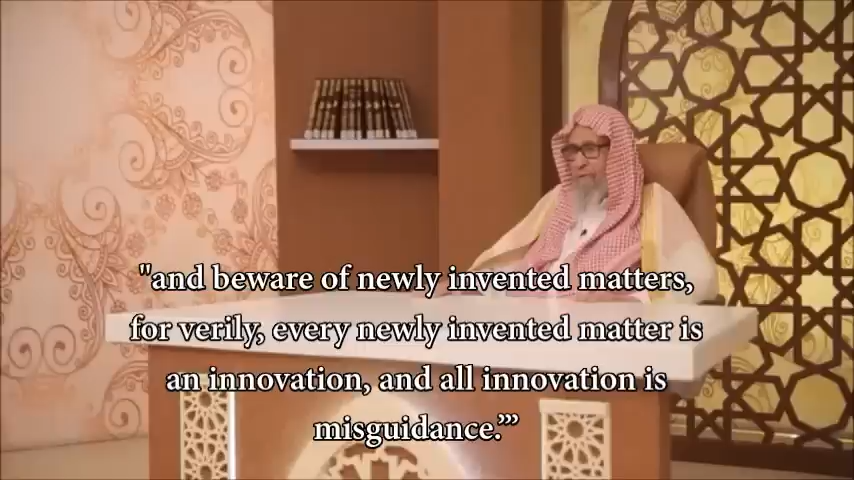 "and beware of newly invented matters,
for verily, every newly invented matter is
an innovation, and all innovation is
misguidance.'"